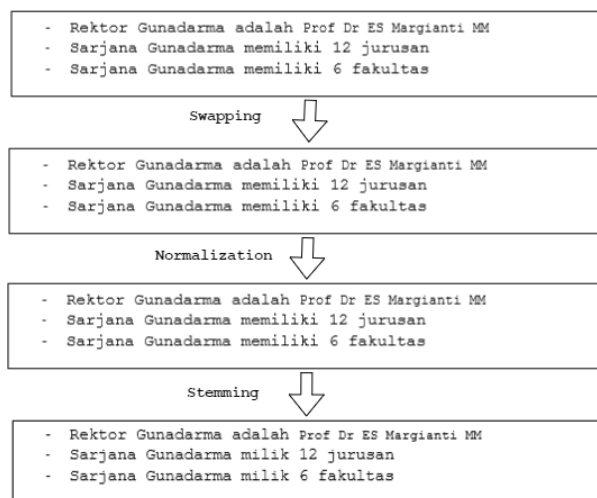 - Rektor Gunadarma adalah Prof Dr ES Margianti MM
- Sarjana Gunadarma memiliki 12 jurusan
- Sarjana Gunadarma memiliki 6 fakultas
Swapping
- Rektor Gunadarma adalah Prof Dr ES Margianti MM
- Sarjana Gunadarma memiliki 12 jurusan
- Sarjana Gunadarma memiliki 6 fakultas
Normalization
- Rektor Gunadarma adalah Prof Dr ES Margianti MM
- Sarjana Gunadarma memiliki 12 jurusan
- Sarjana Gunadarma memiliki 6 fakultas
Stemming
- Rektor Gunadarma adalah Prof Dr ES Margianti MM
- Sarjana Gunadarma milik 12 jurusan
- Sarjana Gunadarma milik 6 fakultas